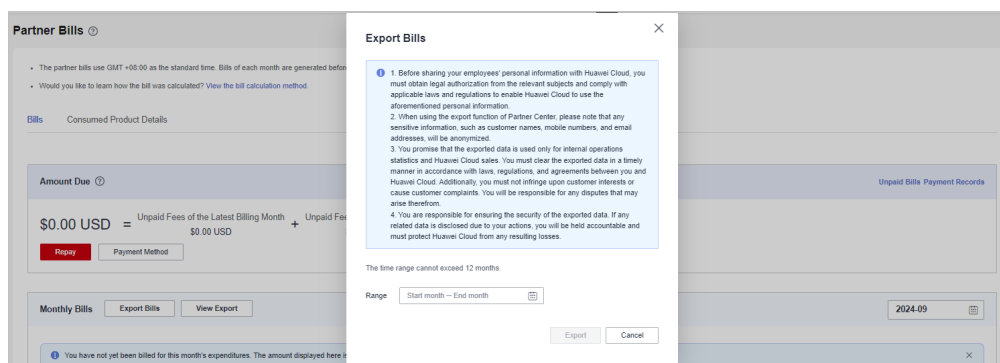 Partner Bills
The partner bills use GMT +08:00 as the standard time. Bills of each month are generated before
Would you like to learn how the bill was calculated? View the bill calculation method.
Bills Consumed Product Details
Amount Due
Unpaid Bills Payment Records
$0.00 USD = Unpaid Fees of the Latest Billing Month + Unpaid
$0.00 USD
Repay Payment Method
Monthly Bills Export Bills View Export
2024-09
You have not yet been billed for this month's expenditures. The amount displayed here
Export Bills
1. Before sharing your employees' personal information with Huawei Cloud, you
must obtain legal authorization from the relevant subjects and comply with
applicable laws and regulations to enable Huawei Cloud to use the
aforementioned personal information.
2. When using the export function of Partner Center, please note that any
sensitive information, such as customer names, mobile numbers, and email
addresses, will be anonymized.
3. You promise that the exported data is used only for internal operations
statistics and Huawei Cloud sales. You must clear the exported data in a timely
manner in accordance with laws, regulations, and agreements between you and
Huawei Cloud. Additionally, you must not infringe upon customer interests or
cause customer complaints. You will be responsible for any disputes that may
arise therefrom.
4. You are responsible for ensuring the security of the exported data. If any
related data is disclosed due to your actions, you will be held accountable and
must protect Huawei Cloud from any resulting losses.
The time range cannot exceed 12 months.
Range Start month — End month
Export Cancel